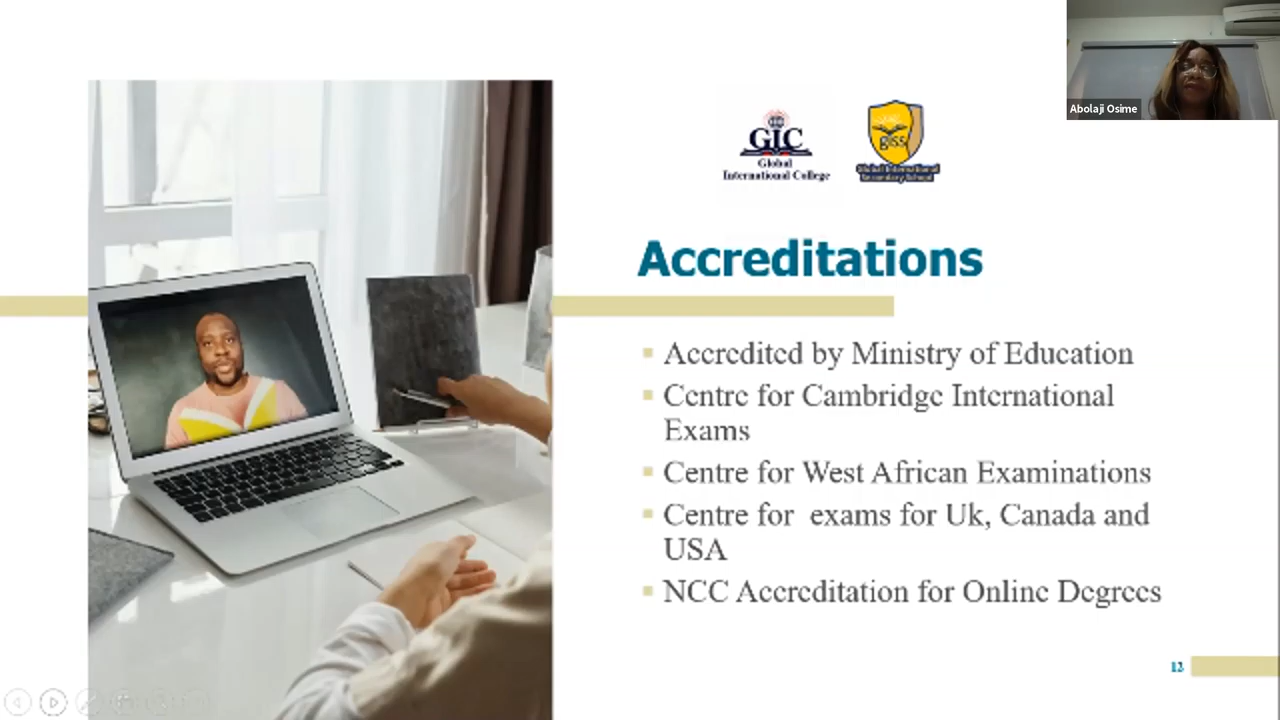 Abolaji Osime
GIC
Global
International College
giss
Global International
Secondary School
Accreditations
Accredited by Ministry of Education
Centre for Cambridge International
Exams
Centre for West African Examinations
Centre for exams for Uk, Canada and
USA
NCC Accreditation for Online Degrees
12